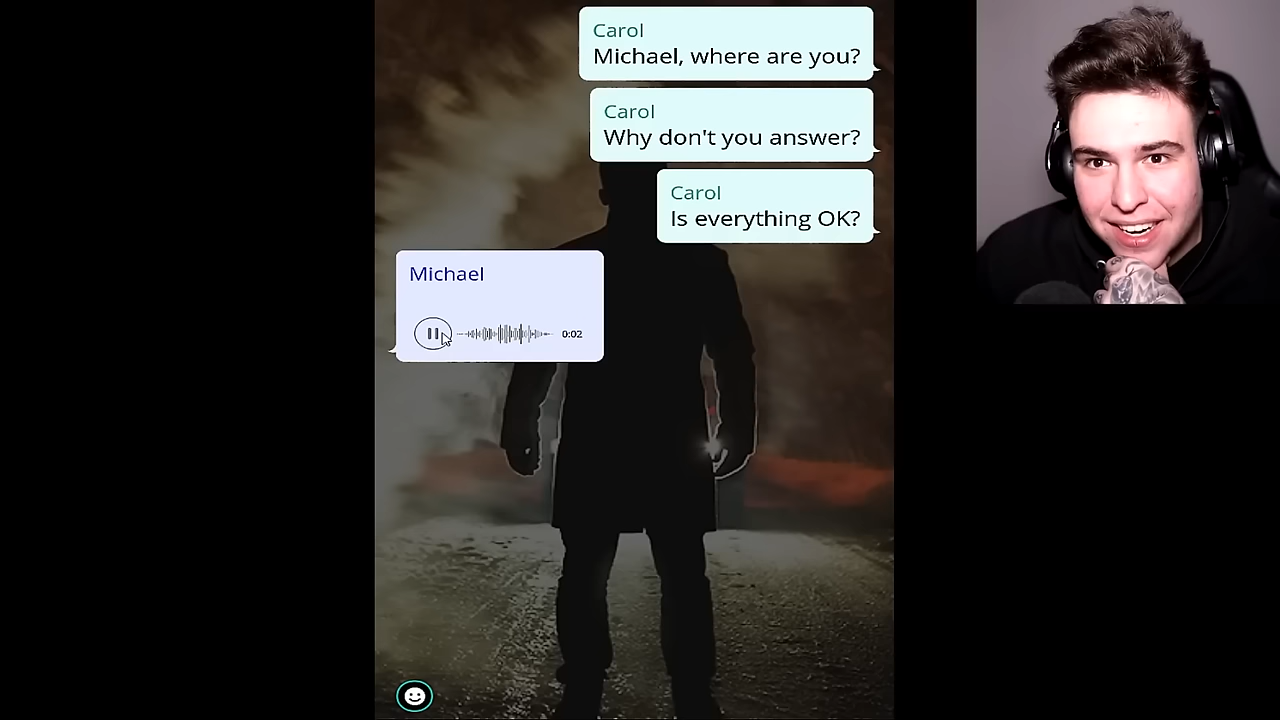 Carol
Michael, where are you?
Carol
Why don't you answer?
Carol
Is everything OK?
Michael
0:02